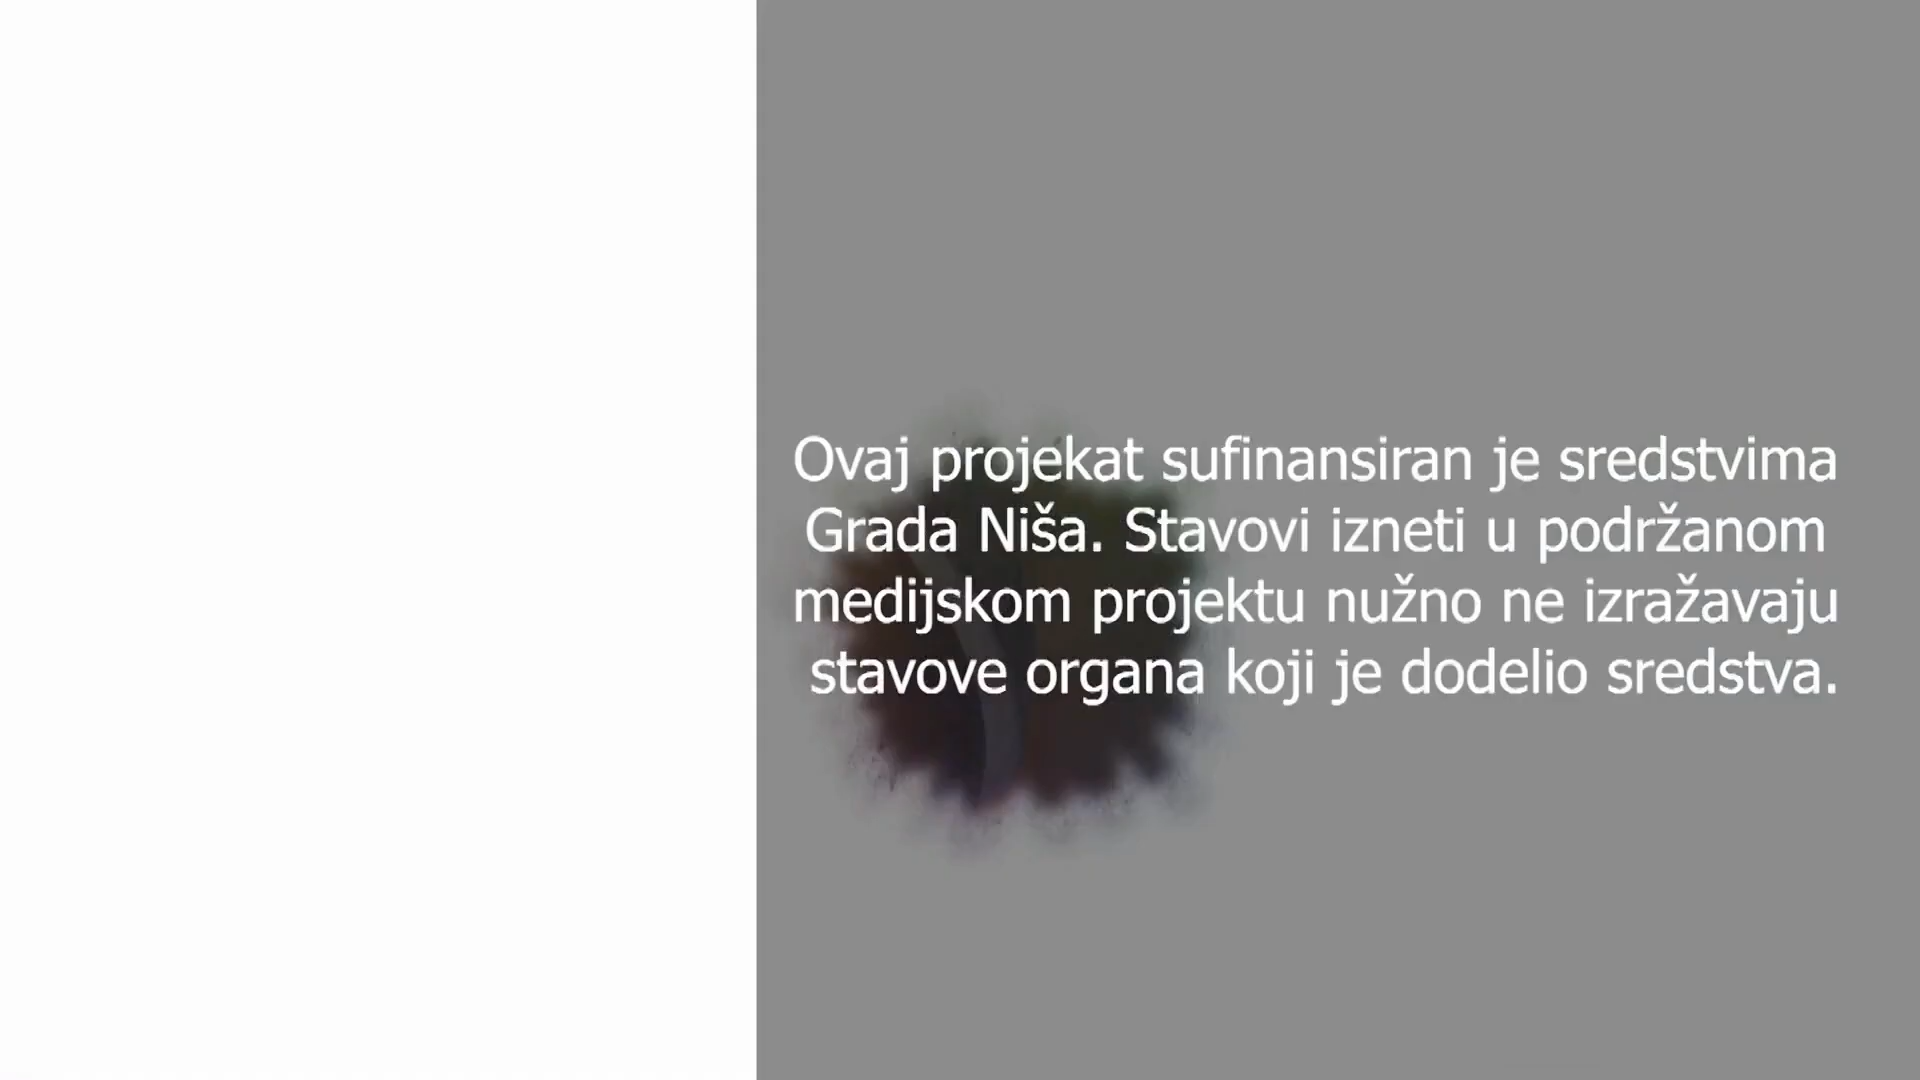 Ovaj projekat sufinansiran je sredstvima
Grada Niša. Stavovi izneti u podržanom
medijskom projektu nužno ne izražavaju
stavove organa koji je dodelio sredstva.